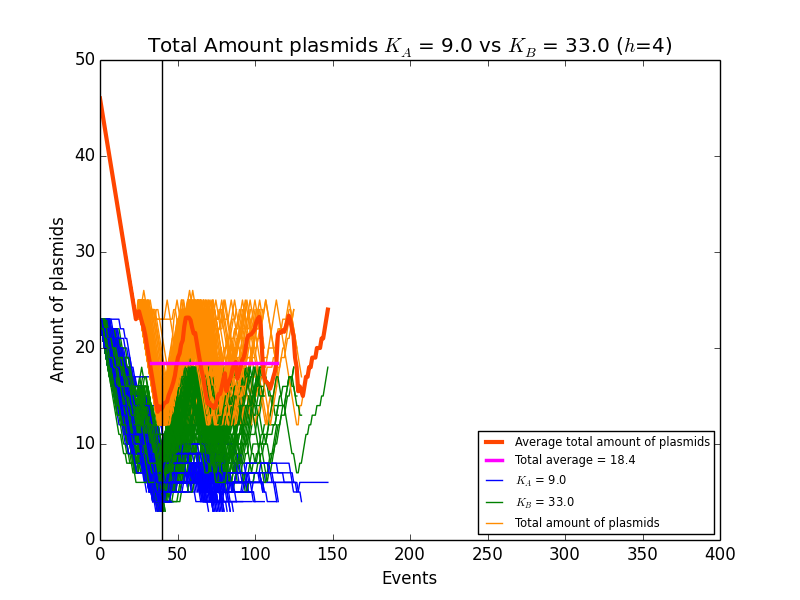 Total Amount plasmids K_A = 9.0 vs K_B = 33.0 (h=4)
50
40
30
20
10
0
Amount of plasmids
0 50 100 150 200 250 300 350 400
Events
Average total amount of plasmids
Total average = 18.4
K_A = 9.0
K_B = 33.0
Total amount of plasmids